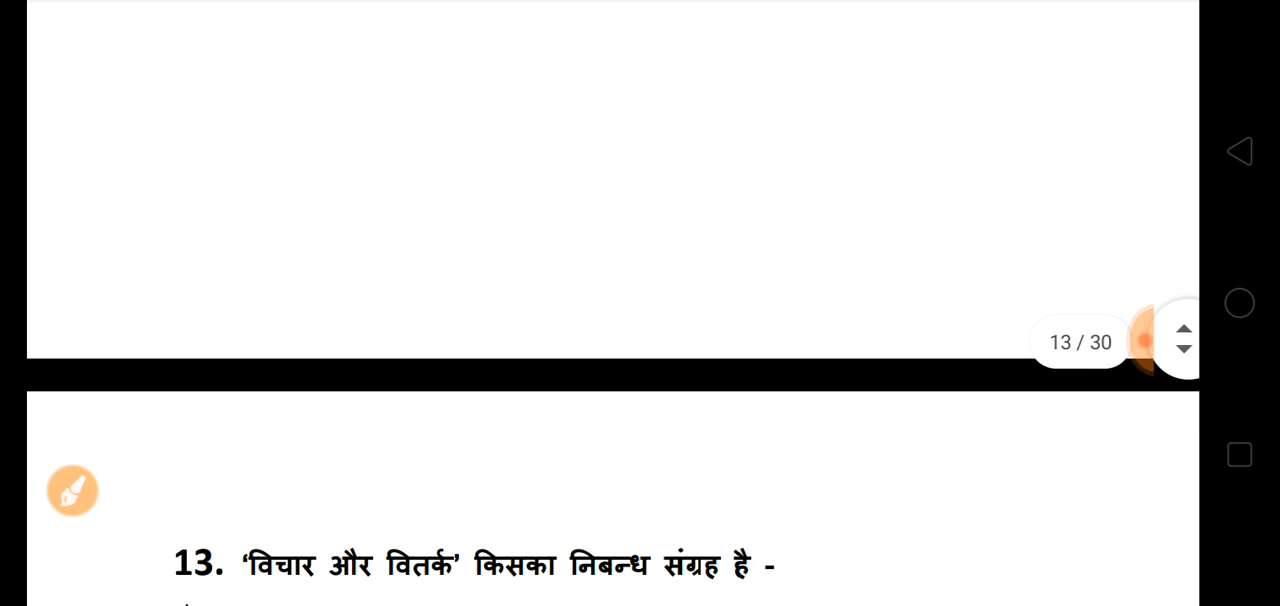 13 / 30
13. ‘विचार और वितर्क’ किसका निबन्ध संग्रह है -